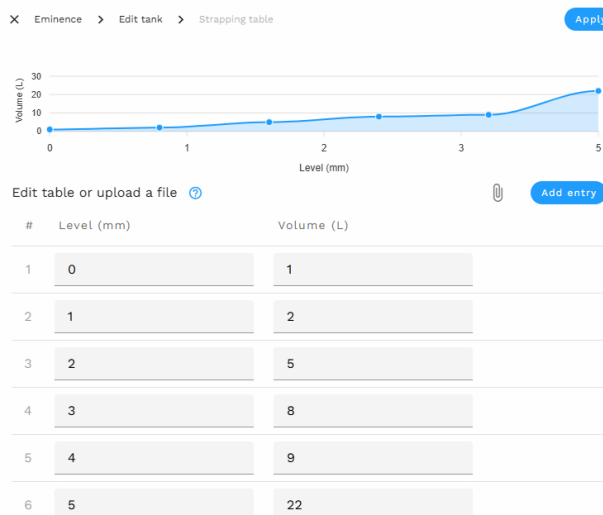 Eminence > Edit tank > Strapping table Apply
Volume (L)
30
20
10
0
0 1 2 3 5
Level (mm)
Edit table or upload a file Add entry
# Level (mm) Volume (L)
1 0 1
2 1 2
3 2 5
4 3 8
5 4 9
6 5 22